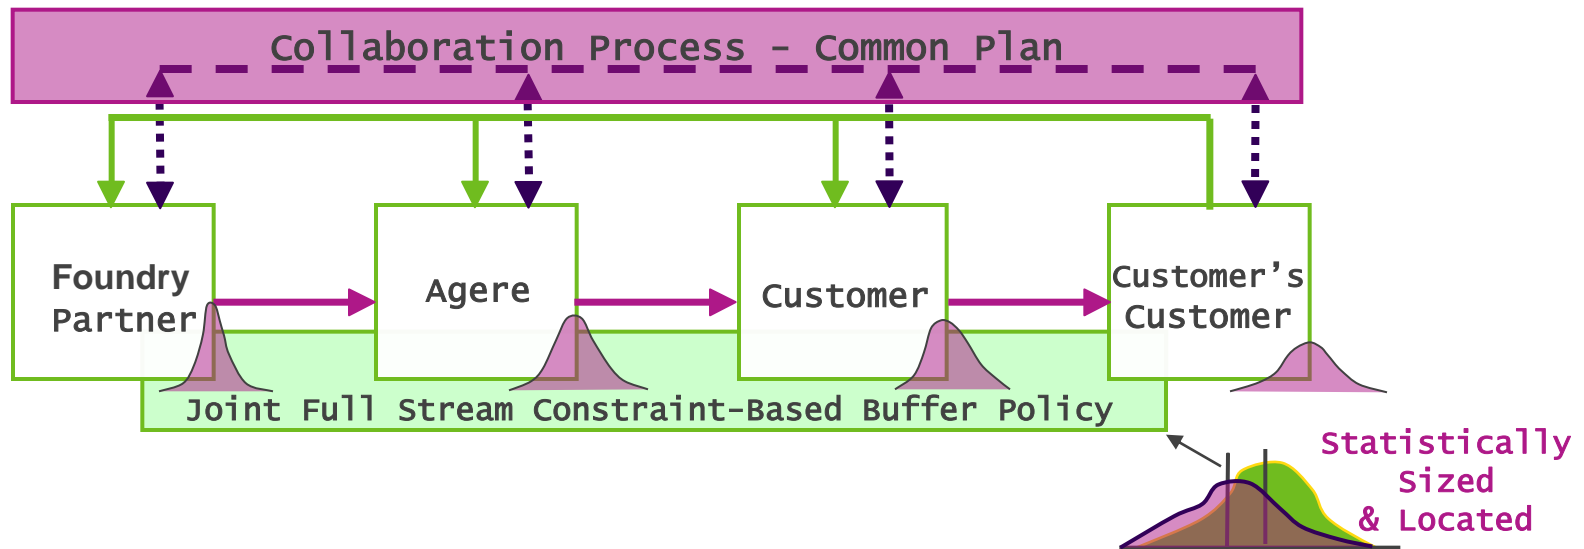 Collaboration Process – Common Plan
Foundry
Partner
Agere
Customer
Customer’s
Customer
Joint Full Stream Constraint-Based Buffer Policy
Statistically
Sized
& Located